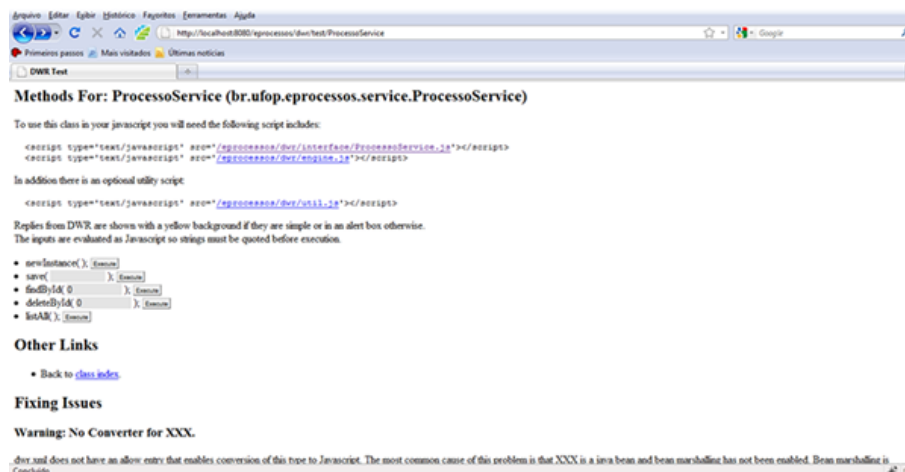 Arquivo Editar Exibir Histórico Favoritos Ferramentas Ajuda
http://localhost:8080/eprocessos/dwr/test/ProcessoService
Google
Primeiros passos Mais visitados Últimas notícias
DWR Test
Methods For: ProcessoService (br.ufop.eprocessos.service.ProcessoService)
To use this class in your javascript you will need the following script includes:
<script type="text/javascript" src="/eprocessos/dwr/interface/ProcessoService.js"></script>
<script type="text/javascript" src="/eprocessos/dwr/engine.js"></script>
In addition there is an optional utility script:
<script type="text/javascript" src="/eprocessos/dwr/util.js"></script>
Replies from DWR are shown with a yellow background if they are simple or in an alert box otherwise.
The inputs are evaluated as Javascript so strings must be quoted before execution.
• newInstance( ); Execute
• save( ); Execute
• findById( 0 ); Execute
• deleteById( 0 ); Execute
• listAll( ); Execute
Other Links
• Back to class index.
Fixing Issues
Warning: No Converter for XXX.
dwr.xml does not have an allow entry that enables conversion of this type to Javascript. The most common cause of this problem is that XXX is a java bean and bean marshalling has not been enabled. Bean marshalling is
Concluído